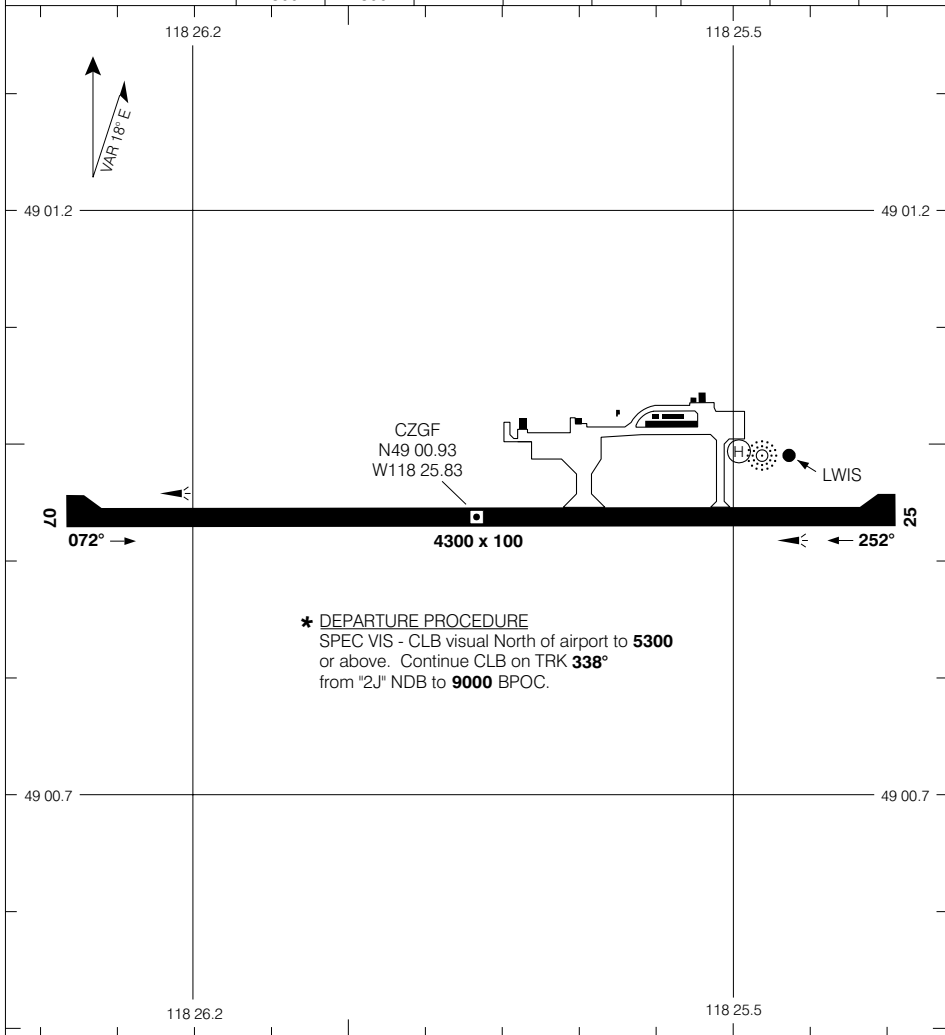 118 26.2
118 25.5
VAR 18° E
49 01.2
49 01.2
CZGF
N49 00.93
W118 25.83
H
LWIS
07
25
072°
4300 x 100
252°
* DEPARTURE PROCEDURE
SPEC VIS - CLB visual North of airport to 5300
or above. Continue CLB on TRK 338°
from "2J" NDB to 9000 BPOC.
49 00.7
49 00.7
118 26.2
118 25.5